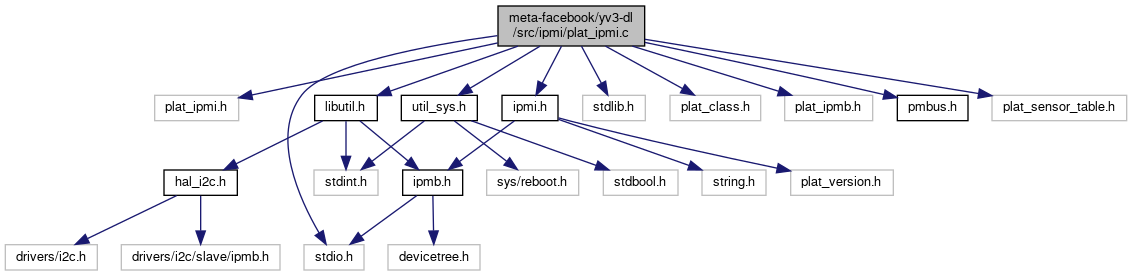 meta-facebook/yv3-dl
/src/ipmi/plat_ipmi.c
plat_ipmi.h
libutil.h
util_sys.h
ipmi.h
stdlib.h
plat_class.h
plat_ipmb.h
pmbus.h
plat_sensor_table.h
hal_i2c.h
stdint.h
ipmb.h
sys/reboot.h
stdbool.h
string.h
plat_version.h
drivers/i2c.h
drivers/i2c/slave/ipmb.h
stdio.h
devicetree.h